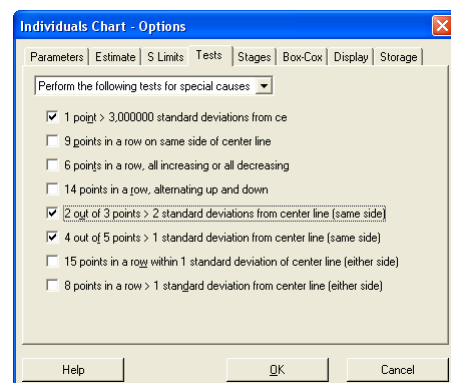 Individuals Chart - Options
Parameters Estimate S Limits Tests Stages Box-Cox Display Storage
Perform the following tests for special causes
1 point > 3,000000 standard deviations from ce
9 points in a row on same side of center line
6 points in a row, all increasing or all decreasing
14 points in a row, alternating up and down
2 out of 3 points > 2 standard deviations from center line (same side)
4 out of 5 points > 1 standard deviation from center line (same side)
15 points in a row within 1 standard deviation of center line (either side)
8 points in a row > 1 standard deviation from center line (either side)
Help OK Cancel